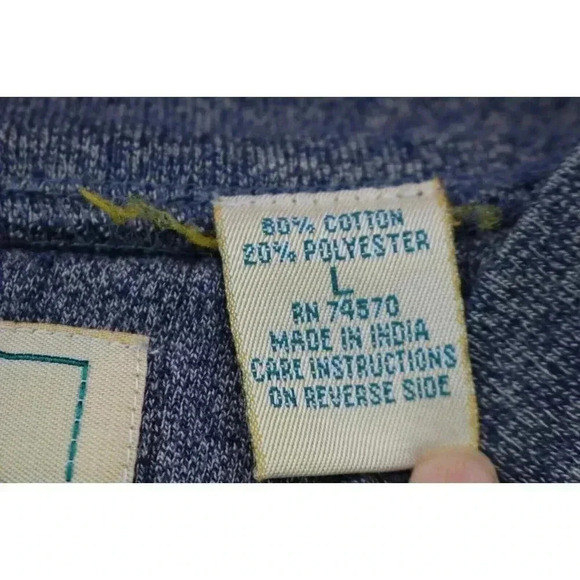 80% COTTON
20% POLYESTER
L
RN 74570
MADE IN INDIA
CARE INSTRUCTIONS
ON REVERSE SIDE